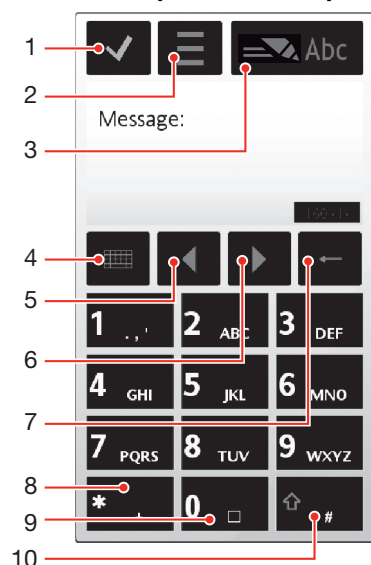 1
2
3
Abc
Message:
4
5
6
7
1 .,'
2 ABC
3 DEF
4 GHI
5 JKL
6 MNO
7 PQRS
8 TUV
9 WXYZ
8
* +
0
#
9
10